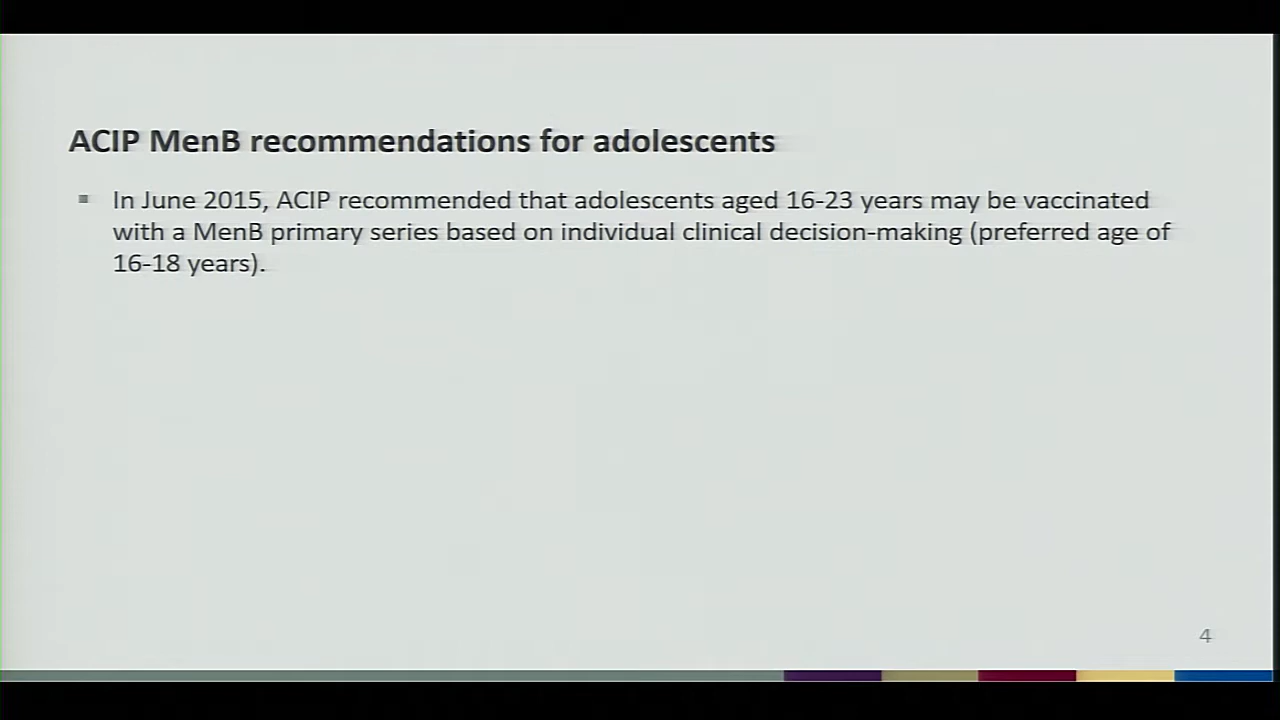 ACIP MenB recommendations for adolescents
▪ In June 2015, ACIP recommended that adolescents aged 16-23 years may be vaccinated
with a MenB primary series based on individual clinical decision-making (preferred age of
16-18 years).
4